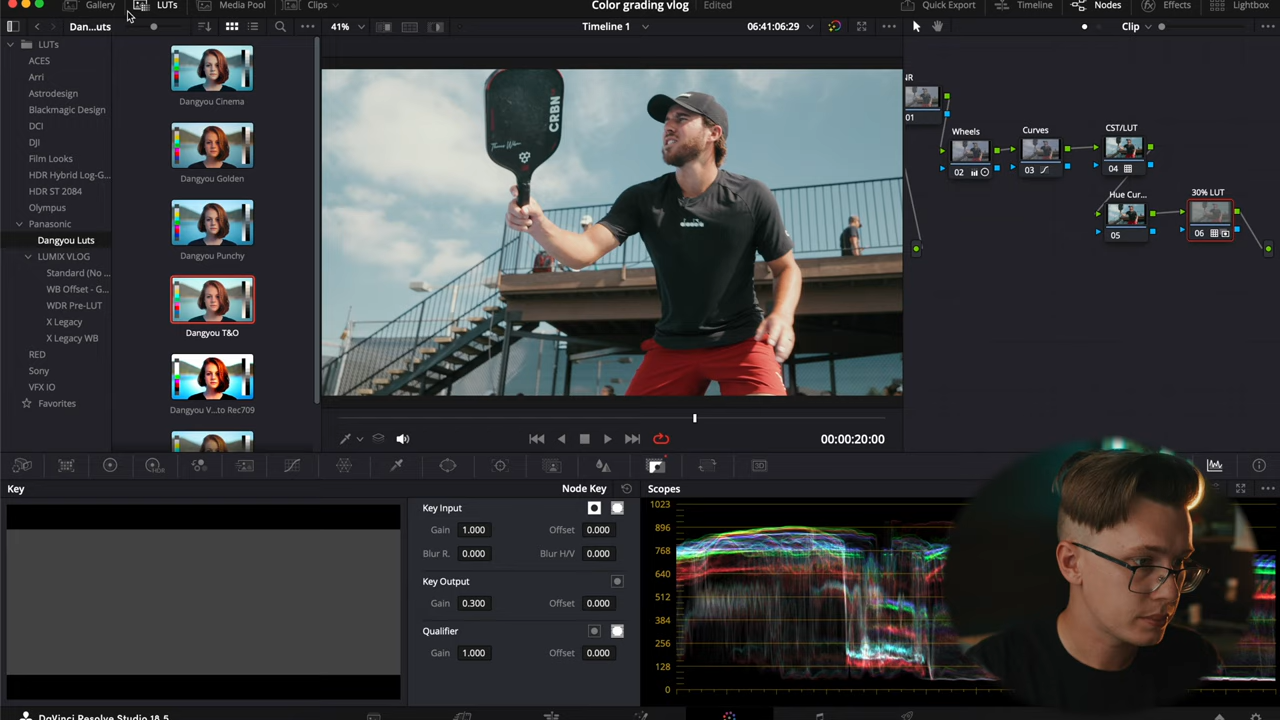 Gallery
LUTs
Media Pool
Clips
Color grading vlog
Edited
Quick Export
Timeline
Nodes
Effects
Lightbox
Dan...uts
41%
Timeline 1
06:41:06:29
Clip
LUTs
ACES
Arri
Astrodesign
Blackmagic Design
DCI
DJI
Film Looks
HDR Hybrid Log-G...
HDR ST 2084
Olympus
Panasonic
Dangyou Luts
LUMIX VLOG
Standard (No ...
WB Offset - G...
WDR Pre-LUT
X Legacy
X Legacy WB
RED
Sony
VFX IO
Favorites
Dangyou Cinema
Dangyou Golden
Dangyou Punchy
Dangyou T&O
Dangyou V...to Rec709
CRBN
diadora
NR
01
Wheels
02
Curves
03
CST/LUT
04
Hue Cur...
05
30% LUT
06
00:00:20:00
Key
Node Key
Key Input
Gain 1.000 Offset 0.000
Blur R. 0.000 Blur H/V 0.000
Key Output
Gain 0.300 Offset 0.000
Qualifier
Gain 1.000 Offset 0.000
Scopes
1023
896
768
640
512
384
256
128
0
DaVinci Resolve Studio 18.5